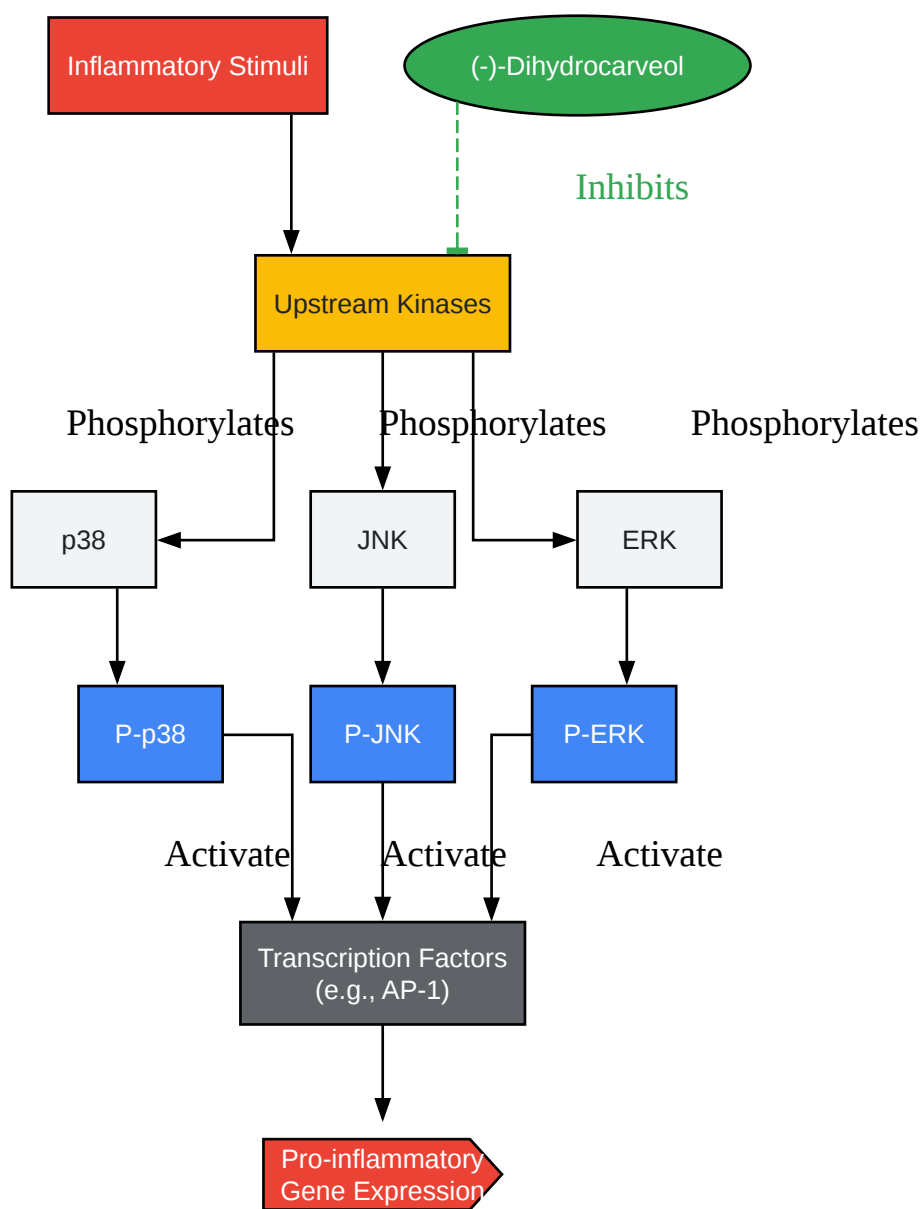 Inflammatory Stimuli
(-)-Dihydrocarveol
Inhibits
Upstream Kinases
Phosphorylates
Phosphorylates
Phosphorylates
p38
JNK
ERK
P-p38
P-JNK
P-ERK
Activate
Activate
Activate
Transcription Factors
(e.g., AP-1)
Pro-inflammatory
Gene Expression